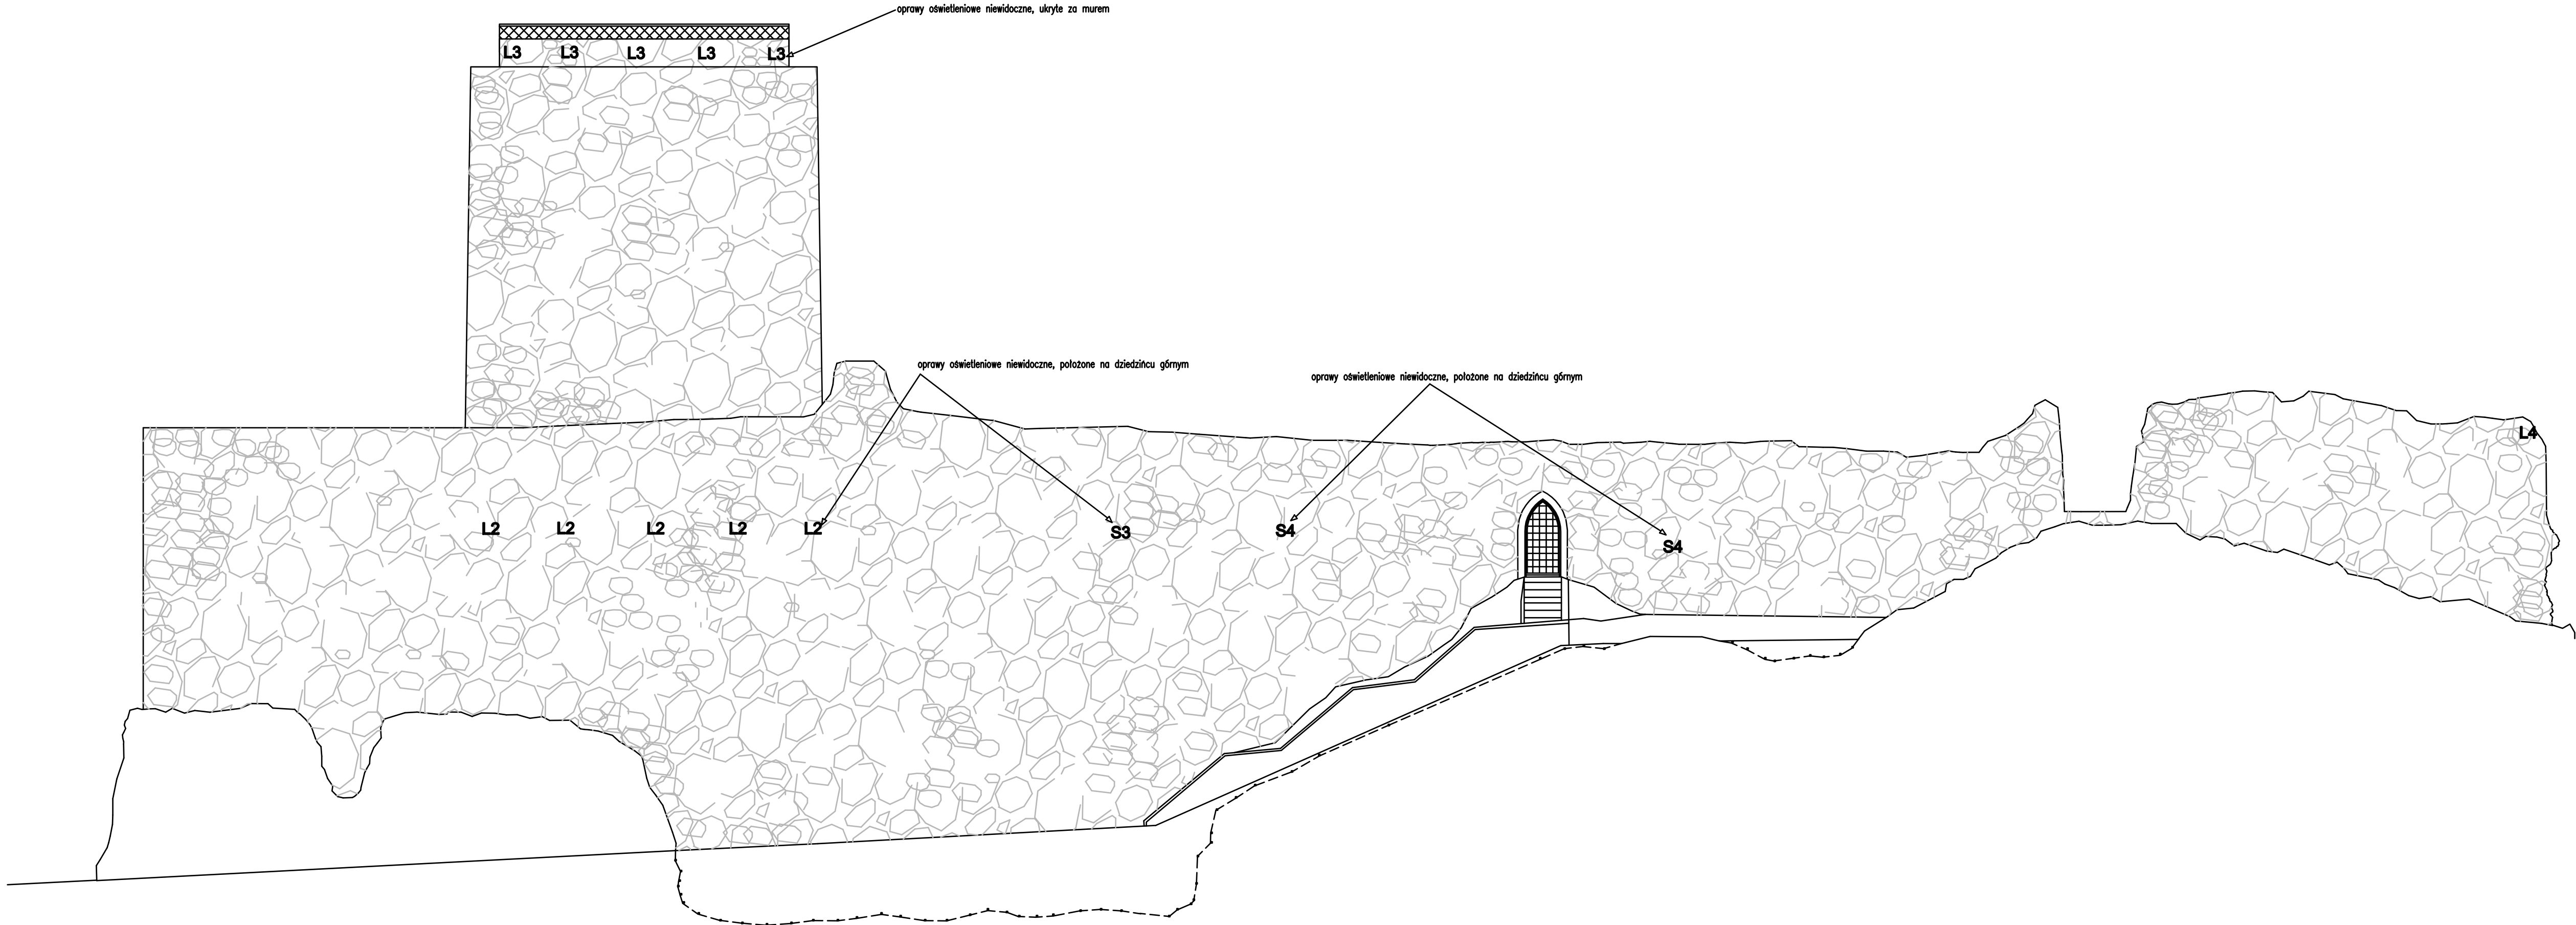 oprawy oświetleniowe niewidoczne, ukryte za murem
L3 L3 L3 L3 L3
oprawy oświetleniowe niewidoczne, położone na dziedzińcu górnym
oprawy oświetleniowe niewidoczne, położone na dziedzińcu górnym
L4
L2 L2 L2 L2 L2 S3 S4 S4